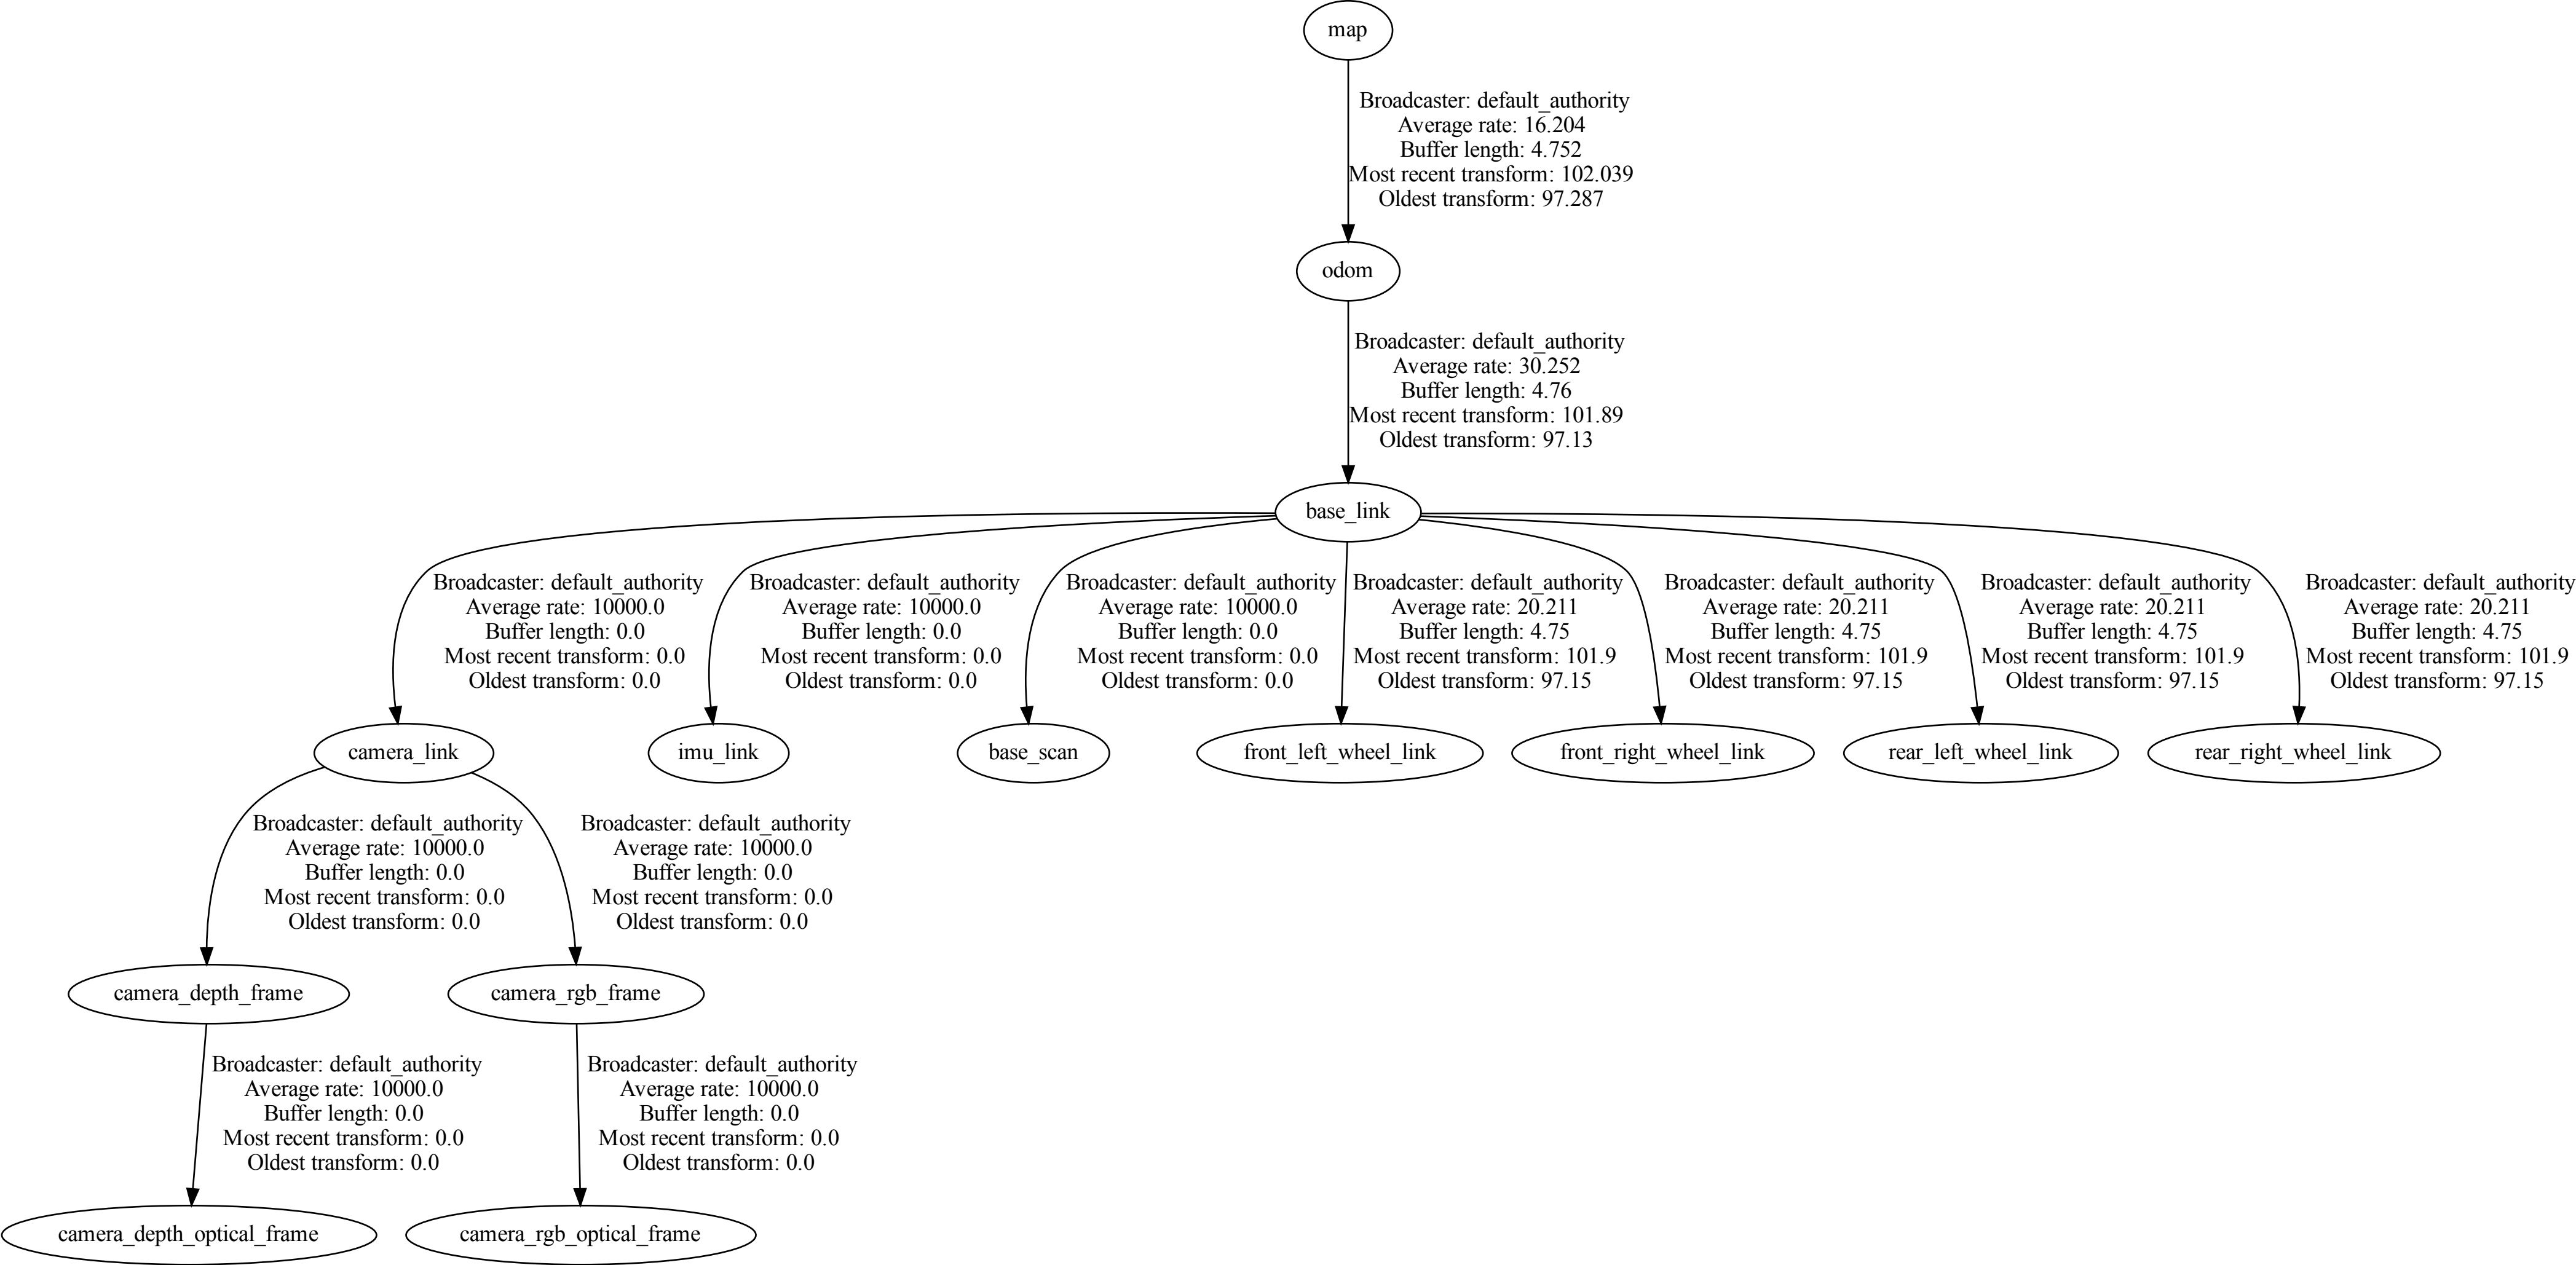 map
Broadcaster: default_authority
Average rate: 16.204
Buffer length: 4.752
Most recent transform: 102.039
Oldest transform: 97.287
odom
Broadcaster: default_authority
Average rate: 30.252
Buffer length: 4.76
Most recent transform: 101.89
Oldest transform: 97.13
base_link
Broadcaster: default_authority
Average rate: 10000.0
Buffer length: 0.0
Most recent transform: 0.0
Oldest transform: 0.0
Broadcaster: default_authority
Average rate: 10000.0
Buffer length: 0.0
Most recent transform: 0.0
Oldest transform: 0.0
Broadcaster: default_authority
Average rate: 10000.0
Buffer length: 0.0
Most recent transform: 0.0
Oldest transform: 0.0
Broadcaster: default_authority
Average rate: 20.211
Buffer length: 4.75
Most recent transform: 101.9
Oldest transform: 97.15
Broadcaster: default_authority
Average rate: 20.211
Buffer length: 4.75
Most recent transform: 101.9
Oldest transform: 97.15
Broadcaster: default_authority
Average rate: 20.211
Buffer length: 4.75
Most recent transform: 101.9
Oldest transform: 97.15
Broadcaster: default_authority
Average rate: 20.211
Buffer length: 4.75
Most recent transform: 101.9
Oldest transform: 97.15
camera_link
imu_link
base_scan
front_left_wheel_link
front_right_wheel_link
rear_left_wheel_link
rear_right_wheel_link
Broadcaster: default_authority
Average rate: 10000.0
Buffer length: 0.0
Most recent transform: 0.0
Oldest transform: 0.0
Broadcaster: default_authority
Average rate: 10000.0
Buffer length: 0.0
Most recent transform: 0.0
Oldest transform: 0.0
camera_depth_frame
camera_rgb_frame
Broadcaster: default_authority
Average rate: 10000.0
Buffer length: 0.0
Most recent transform: 0.0
Oldest transform: 0.0
Broadcaster: default_authority
Average rate: 10000.0
Buffer length: 0.0
Most recent transform: 0.0
Oldest transform: 0.0
camera_depth_optical_frame
camera_rgb_optical_frame